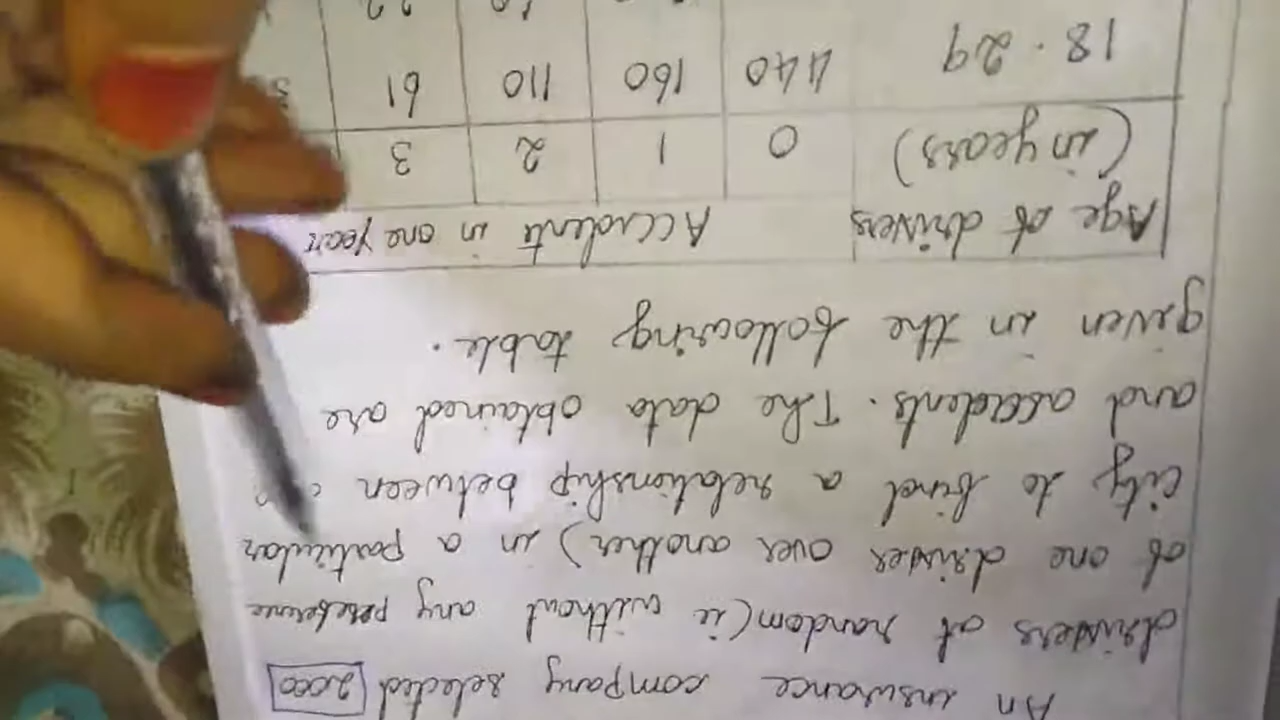 An insurance company selected 2000
drivers at random (ie without any preference
of one driver over another) in a particular
city to find a relationship between
and accidents. The data obtained are
given in the following table.
Age of drivers Accident in one year
(in years) 0 1 2 3
18 - 29 440 160 110 61